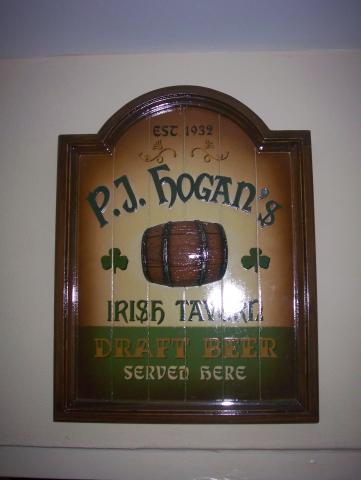 EST 1932
P.J. HOGAN'S
IRISH TAVERN
DRAFT BEER
SERVED HERE